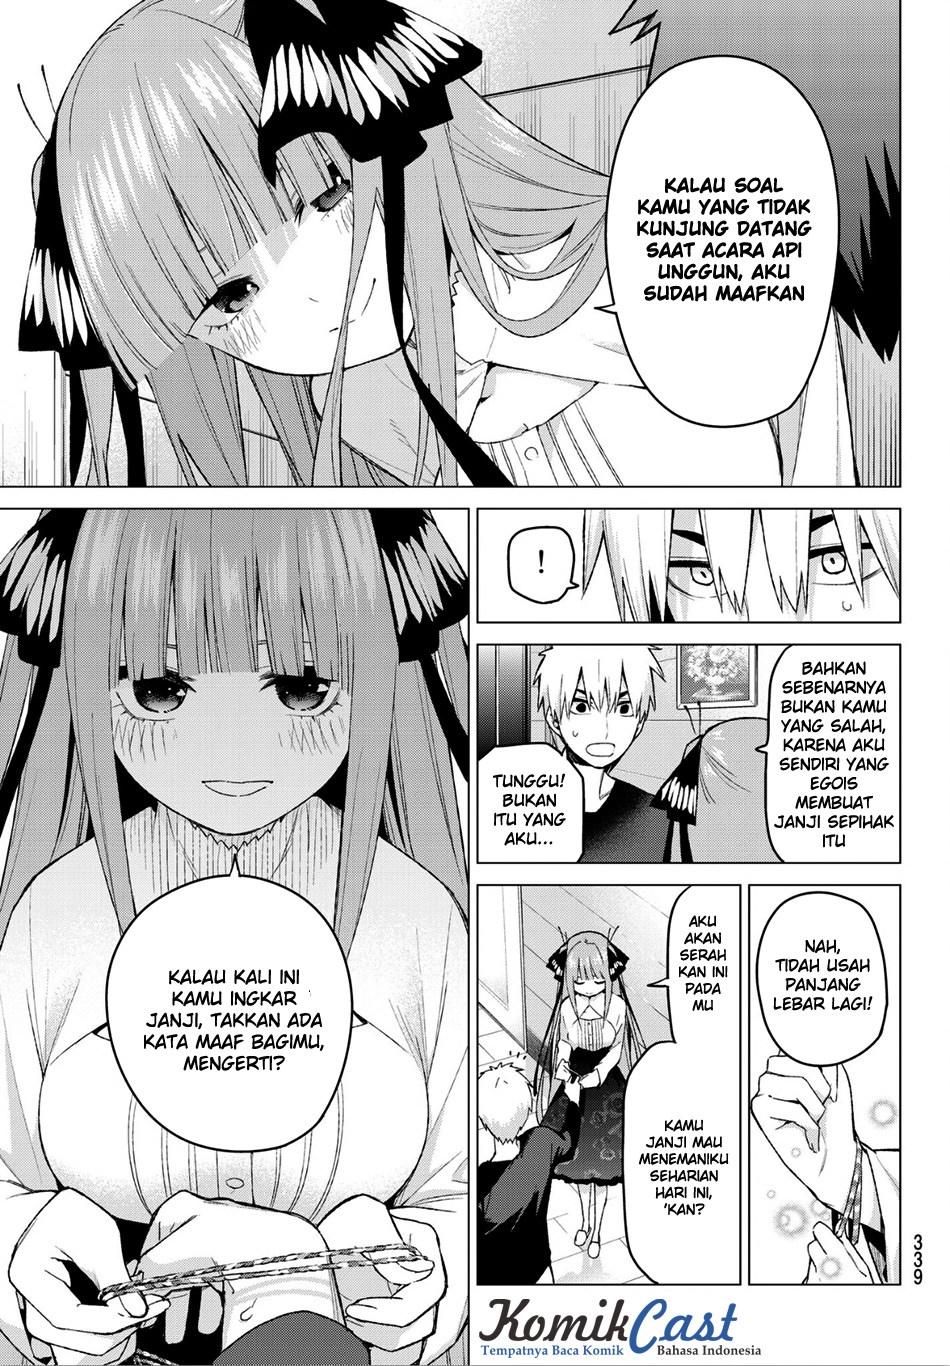 KALAU SOAL
KAMU YANG TIDAK
KUNJUNG DATANG
SAAT ACARA API
UNGGUN, AKU
SUDAH MAAFKAN
!
BAHKAN
SEBENARNYA
BUKAN KAMU
YANG SALAH,
KARENA AKU
SENDIRI YANG
EGOIS
MEMBUAT
JANJI SEPIHAK
ITU
TUNGGU!
BUKAN
ITU YANG
AKU...
NAH,
TIDAH USAH
PANJANG
LEBAR LAGI!
AKU
AKAN
SERAH
KAN INI
PADA
MU
KAMU
JANJI MAU
MENEMANIKU
SEHARIAN
HARI INI,
'KAN?
KALAU KALI INI
KAMU INGKAR
JANJI, TAKKAN ADA
KATA MAAF BAGIMU,
MENGERTI?
339
KomikCast
Tempatnya Baca Komik Bahasa Indonesia